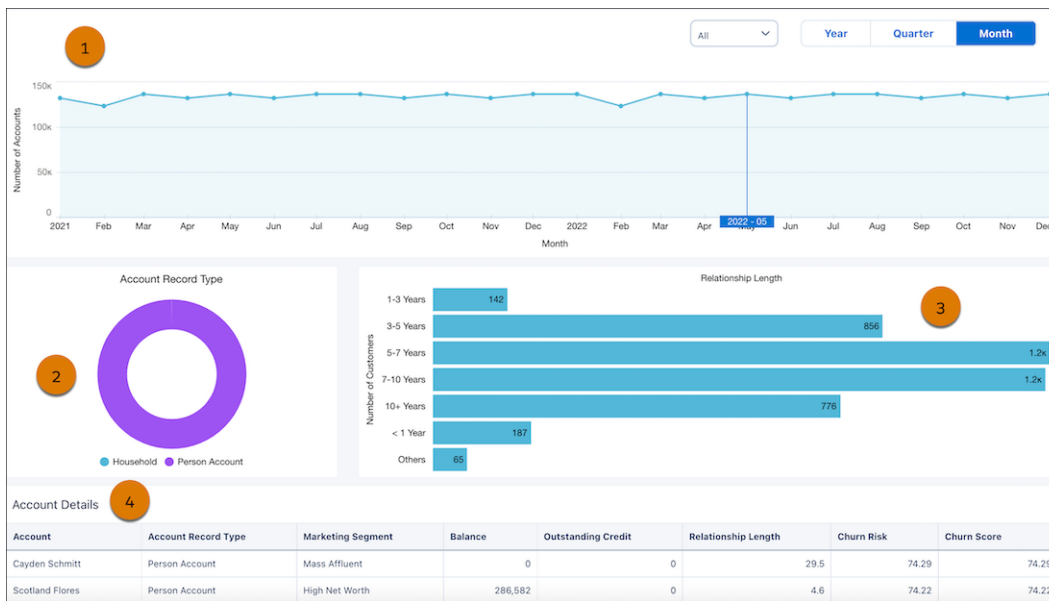 1
All
Year Quarter Month
150K
100K
50K
0
Number of Accounts
2021 Feb Mar Apr May Jun Jul Aug Sep Oct Nov Dec 2022 Feb Mar Apr May Jun Jul Aug Sep Oct Nov Dec
2022 - 05
Month
Account Record Type
2
Household Person Account
Relationship Length
3
Number of Customers
1-3 Years 142
3-5 Years 856
5-7 Years 1.2K
7-10 Years 1.2K
10+ Years 776
< 1 Year 187
Others 65
Account Details 4
Account Account Record Type Marketing Segment Balance Outstanding Credit Relationship Length Churn Risk Churn Score
Cayden Schmitt Person Account Mass Affluent 0 0 29.5 74.29 74.29
Scotland Flores Person Account High Net Worth 286,582 0 4.6 74.22 74.22